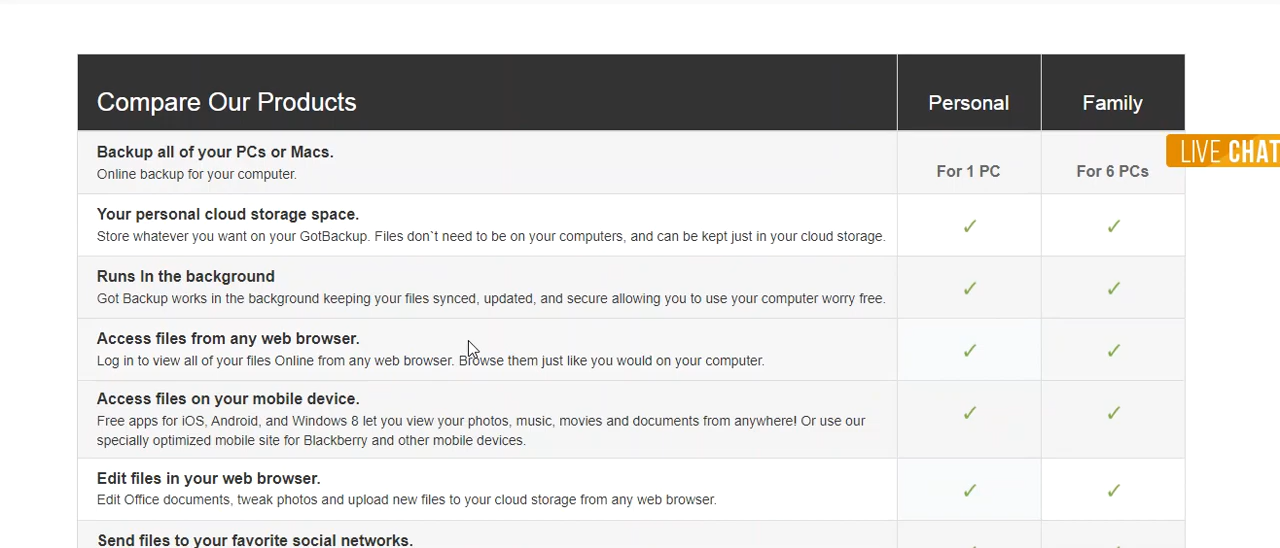 Compare Our Products
Personal
Family
Backup all of your PCs or Macs.
Online backup for your computer.
For 1 PC
For 6 PCs
LIVE CHAT
Your personal cloud storage space.
Store whatever you want on your GotBackup. Files don`t need to be on your computers, and can be kept just in your cloud storage.
✓
✓
Runs In the background
Got Backup works in the background keeping your files synced, updated, and secure allowing you to use your computer worry free.
✓
✓
Access files from any web browser.
Log in to view all of your files Online from any web browser. Browse them just like you would on your computer.
✓
✓
Access files on your mobile device.
Free apps for iOS, Android, and Windows 8 let you view your photos, music, movies and documents from anywhere! Or use our
specially optimized mobile site for Blackberry and other mobile devices.
✓
✓
Edit files in your web browser.
Edit Office documents, tweak photos and upload new files to your cloud storage from any web browser.
✓
✓
Send files to your favorite social networks.